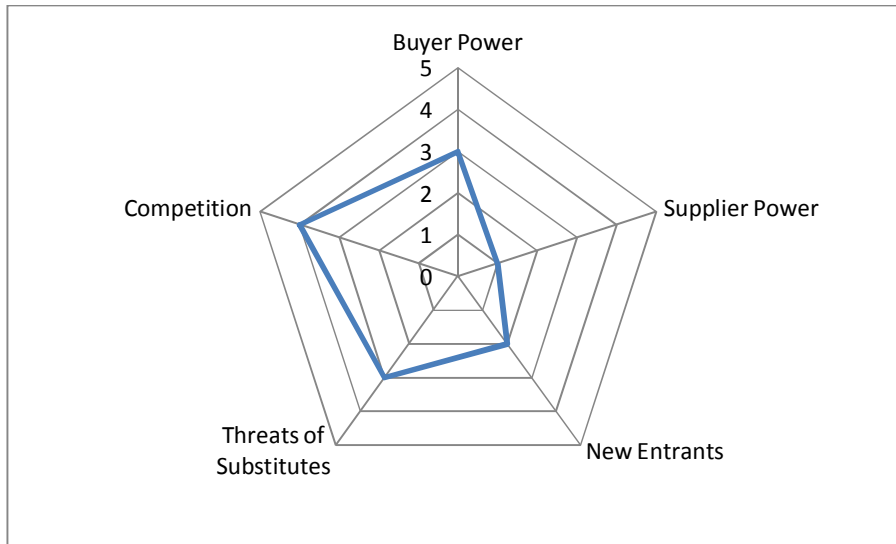 Buyer Power
5
4
3
2
1
0
Competition
Supplier Power
Threats of
Substitutes
New Entrants